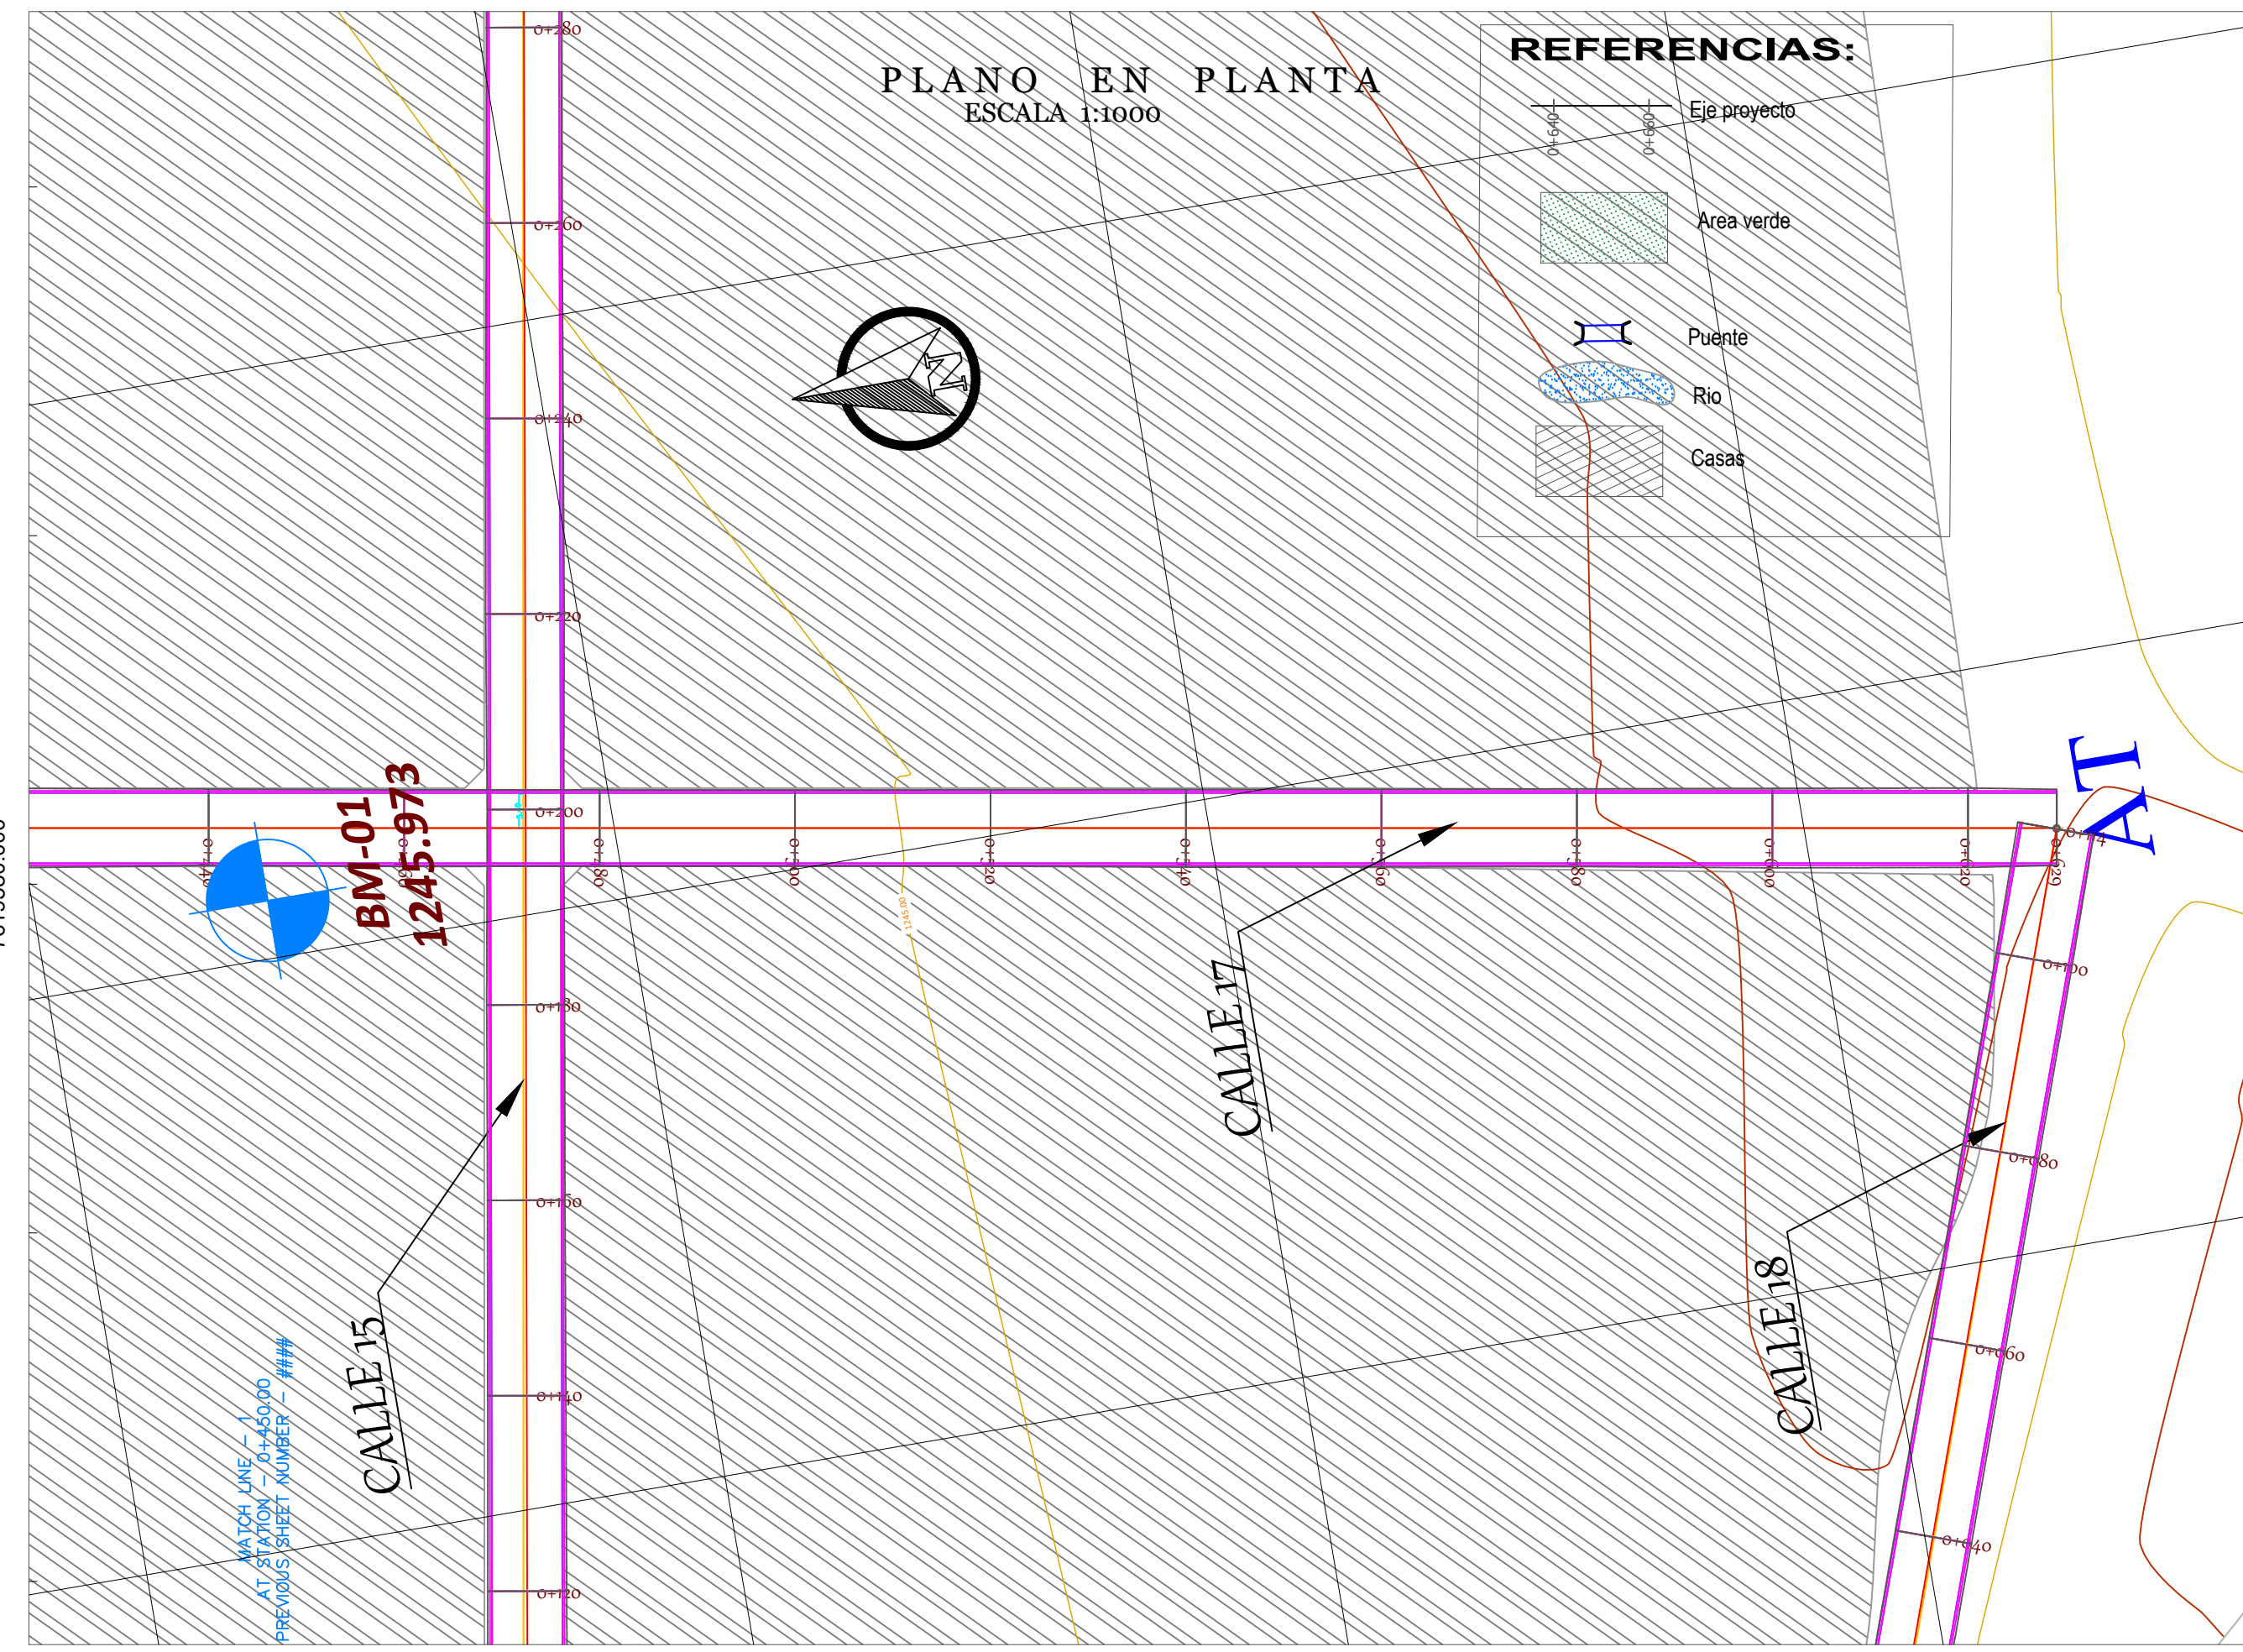 PLANO EN PLANTA
ESCALA 1:1000
REFERENCIAS:
0+640
0+660
Eje proyecto
Area verde
Puente
Rio
Casas
N
0+280
0+260
0+240
0+220
0+200
0+180
0+160
0+140
0+120
BM-01
1245.973
0+500
0+520
0+540
0+560
0+580
0+600
0+620
0+629
0+114
0+100
0+080
0+060
0+040
1245.00
CALLE 15
CALLE 17
CALLE 18
MATCH LINE - 1
AT STATION - 0+450.00
PREVIOUS SHEET NUMBER - ####